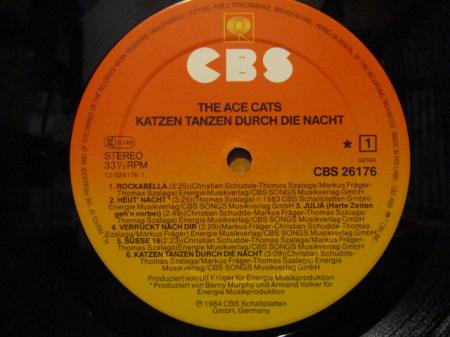 CBS
THE ACE CATS
KATZEN TANZEN DURCH DIE NACHT
LC 0149
* 1
STEREO
GEMA
33⅓ RPM
CBS 26176
12-026176-1
1. ROCKABELLA (3:25)(Christian Schudde-Thomas Szalaga/Markus Fräger-
Thomas Szalaga)Energie Musikverlag/CBS SONGS Musikverlag GmbH
2. HEUT' NACHT * (3:25)(Thomas Szalaga) ℗ 1983 CBS Schallplatten
GmbH)Energie Musikverlag/CBS SONGS Musikverlag GmbH 3. JULIA (Harte Zeiten
geh'n vorbei) (2:49)(Christian Schudde-Markus Fräger-Thomas Szalaga)
Energie Musikverlag/CBS SONGS Musikverlag GmbH
4. VERRÜCKT NACH DIR (3:29)(Christian Schudde-Thomas Szalaga/
Markus Fräger) Energie Musikverlag/CBS SONGS Musikverlag GmbH
5. SÜSSE 16 (2:23)(Christian Schudde-Thomas Szalaga/Markus Fräger-
Thomas Szalaga) Energie Musikverlag/CBS SONGS Musikverlag GmbH
6. KATZEN TANZEN DURCH DIE NACHT (3:09)(Christian Schudde-
Thomas Szalaga/Markus Fräger-Thomas Szalaga) Energie
Musikverlag/CBS SONGS Musikverlag GmbH
Produziert von Ulf Krüger für Energie Musikproduktion
* Produziert von Barny Murphy und Armand Volker für
Energie Musikproduktion
℗ 1984 CBS Schallplatten
GmbH, Germany